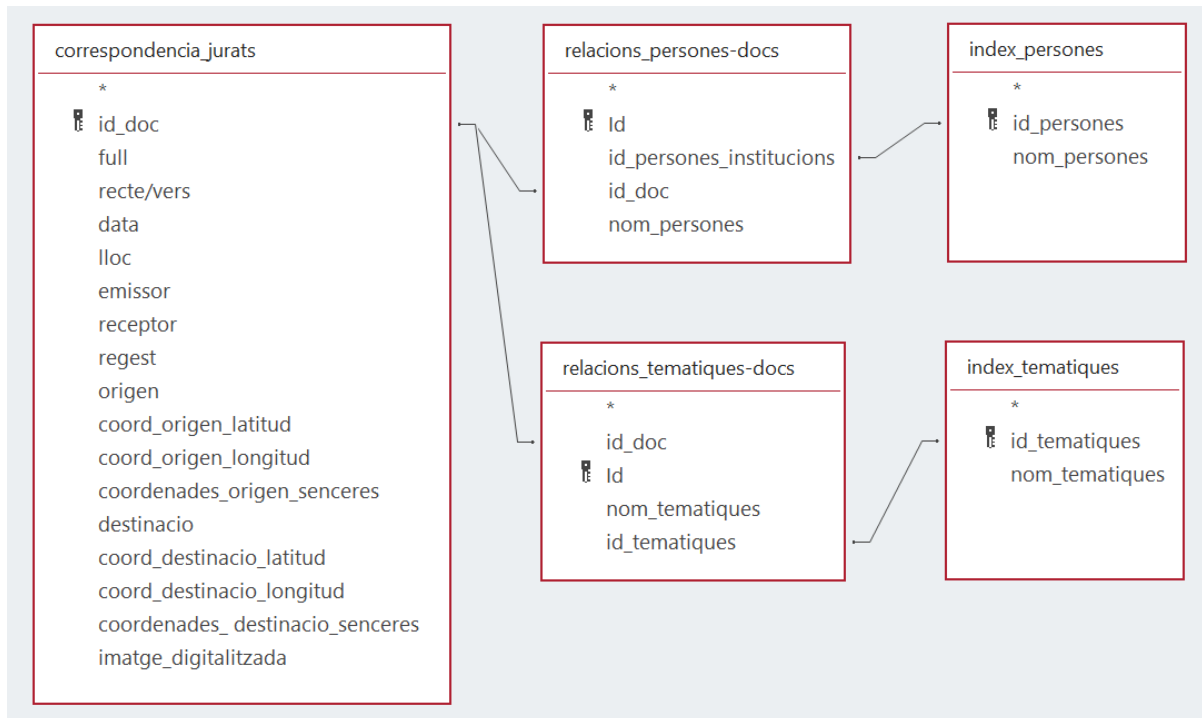 correspondencia_jurats
*
id_doc
full
recte/vers
data
lloc
emissor
receptor
regest
origen
coord_origen_latitud
coord_origen_longitud
coordenades_origen_senceres
destinacio
coord_destinacio_latitud
coord_destinacio_longitud
coordenades_ destinacio_senceres
imatge_digitalitzada
relacions_persones-docs
*
Id
id_persones_institucions
id_doc
nom_persones
index_persones
*
id_persones
nom_persones
relacions_tematiques-docs
*
id_doc
Id
nom_tematiques
id_tematiques
index_tematiques
*
id_tematiques
nom_tematiques